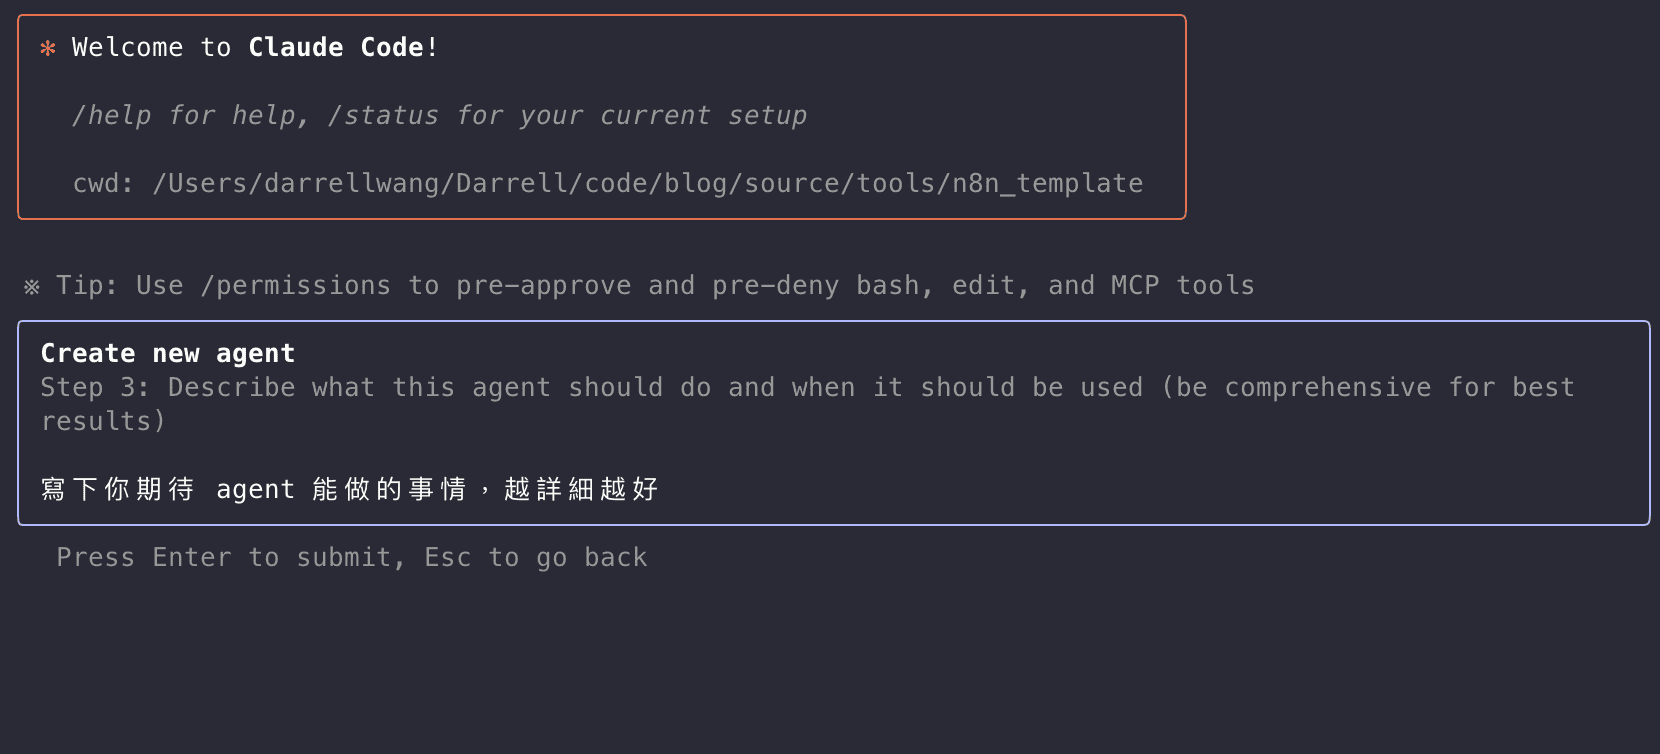 ✻ Welcome to Claude Code!
/help for help, /status for your current setup
cwd: /Users/darrellwang/Darrell/code/blog/source/tools/n8n_template
※ Tip: Use /permissions to pre-approve and pre-deny bash, edit, and MCP tools
Create new agent
Step 3: Describe what this agent should do and when it should be used (be comprehensive for best
results)
寫下你期待 agent 能做的事情，越詳細越好
Press Enter to submit, Esc to go back